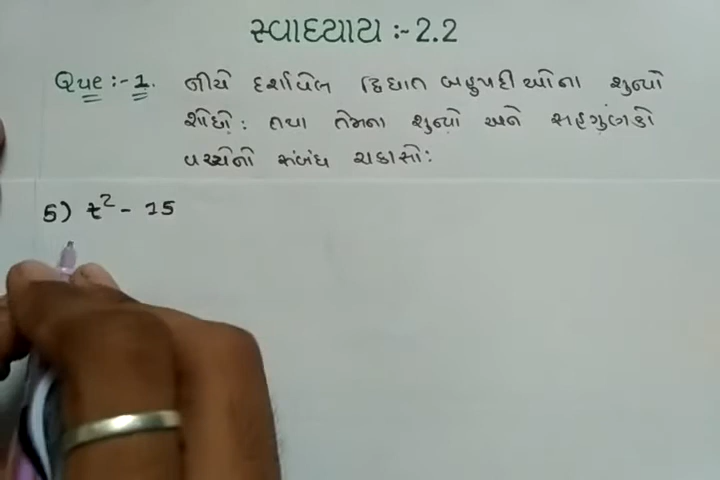 સ્વાધ્યાય :- 2.2
Que :- 1. નીચે દર્શાવેલ દ્વિઘાત બહુપદીઓના શુન્યો
શોધો : તથા તેમના શુન્યો અને સહગુણકો
વચ્ચેનો સંબંધ ચકાસો :
5) t² - 15